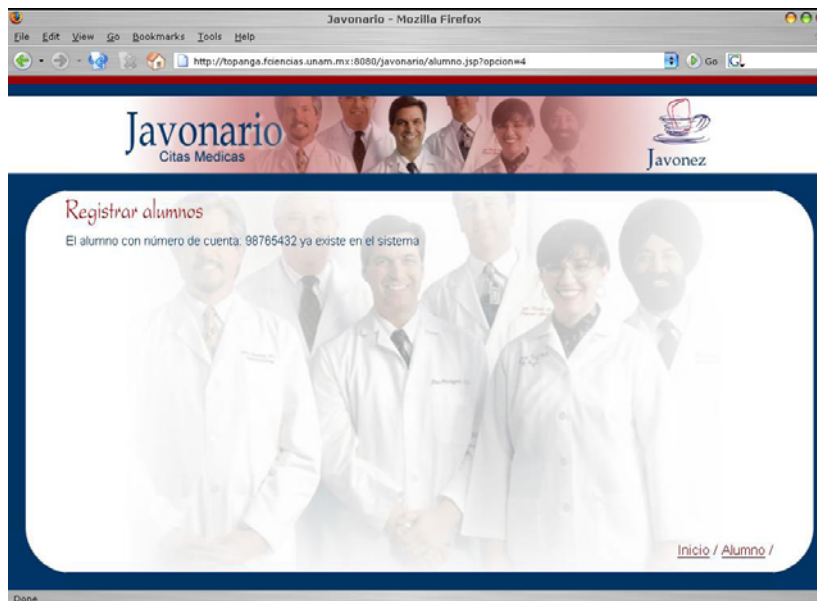 Javonario - Mozilla Firefox
File Edit View Go Bookmarks Tools Help
http://topanga.fciencias.unam.mx:8080/javonario/alumno.jsp?opcion=4
Go
Javonario
Citas Medicas
Javonez
Registrar alumnos
El alumno con número de cuenta: 98765432 ya existe en el sistema
Inicio / Alumno /
Done